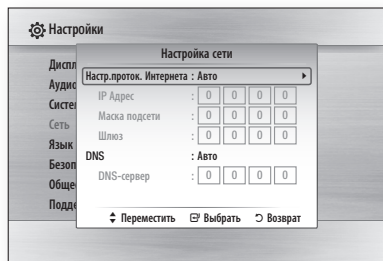 Настройки
Настройка сети
Диспл
Аудио
Систе
Сеть
Язык
Безоп
Обще
Подде
Настр.проток. Интернета : Авто
IP Адрес : 0 0 0 0
Маска подсети : 0 0 0 0
Шлюз : 0 0 0 0
DNS : Авто
DNS-сервер : 0 0 0 0
Переместить Выбрать Возврат